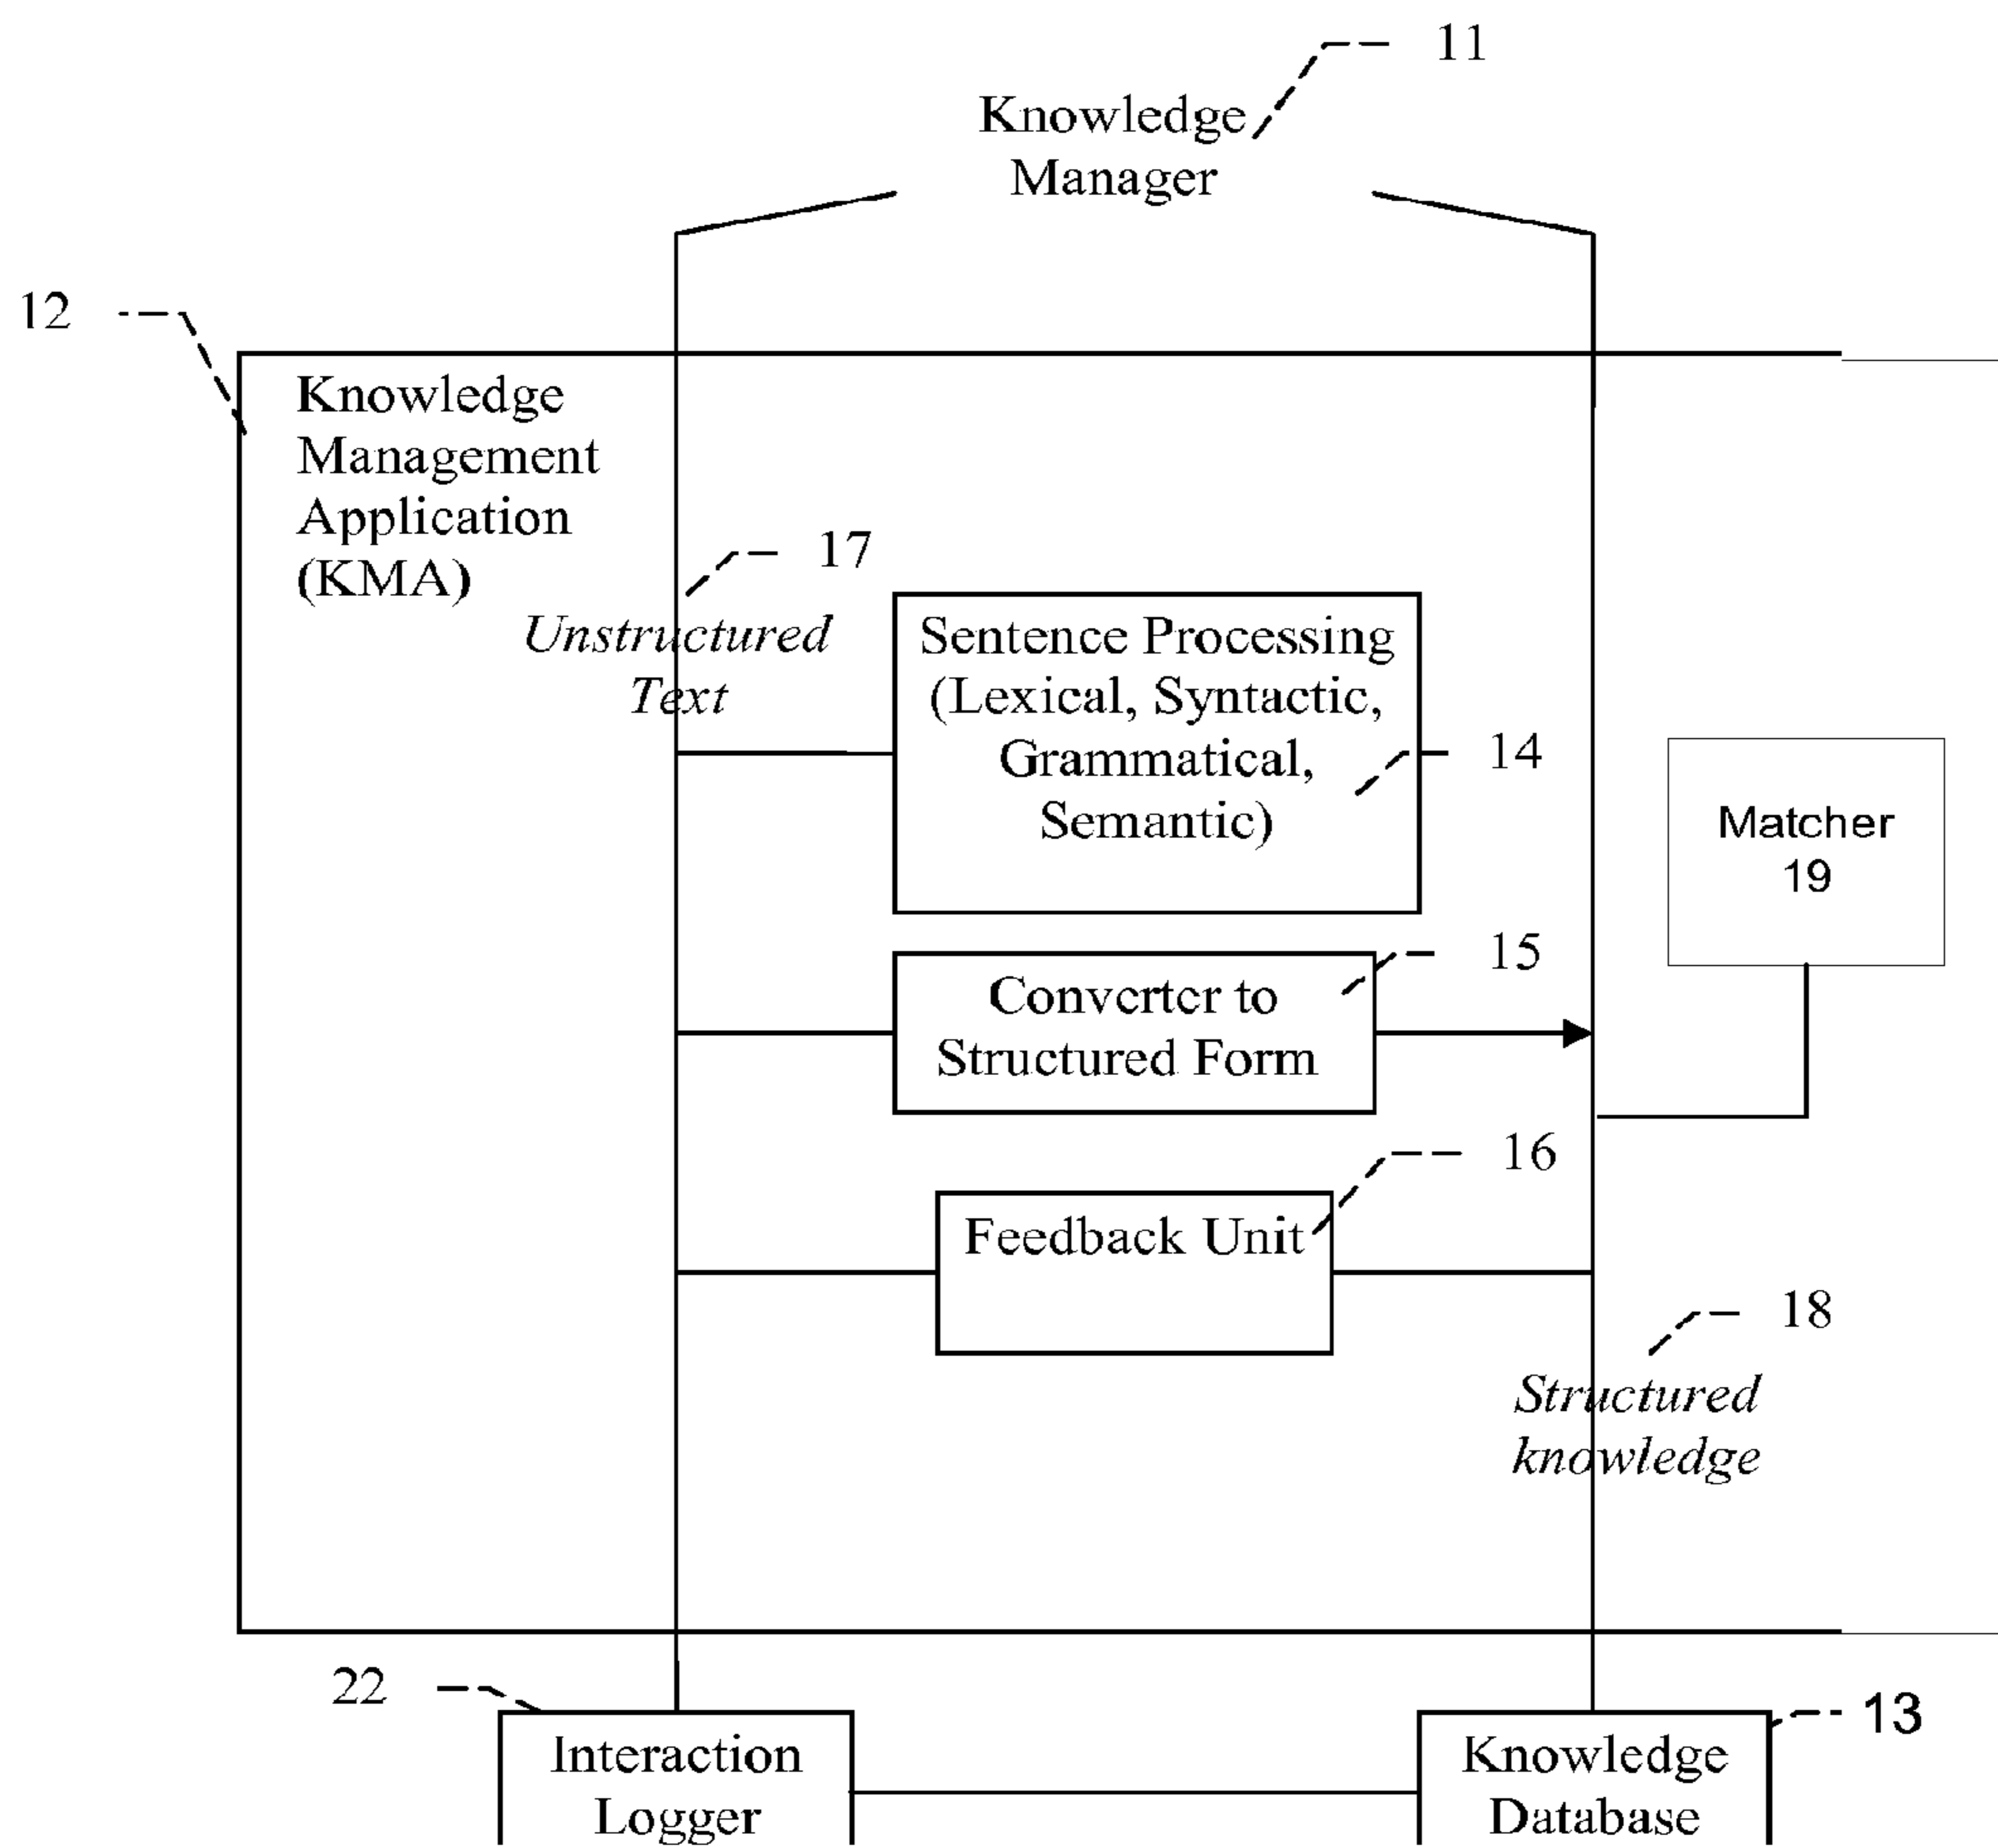 11
Knowledge
Manager
12
Knowledge
Management
Application
(KMA)
17
Unstructured
Text
Sentence Processing
(Lexical, Syntactic,
Grammatical,
Semantic)
14
Matcher
19
15
Converter to
Structured Form
16
Feedback Unit
18
Structured
knowledge
22
13
Interaction
Logger
Knowledge
Database